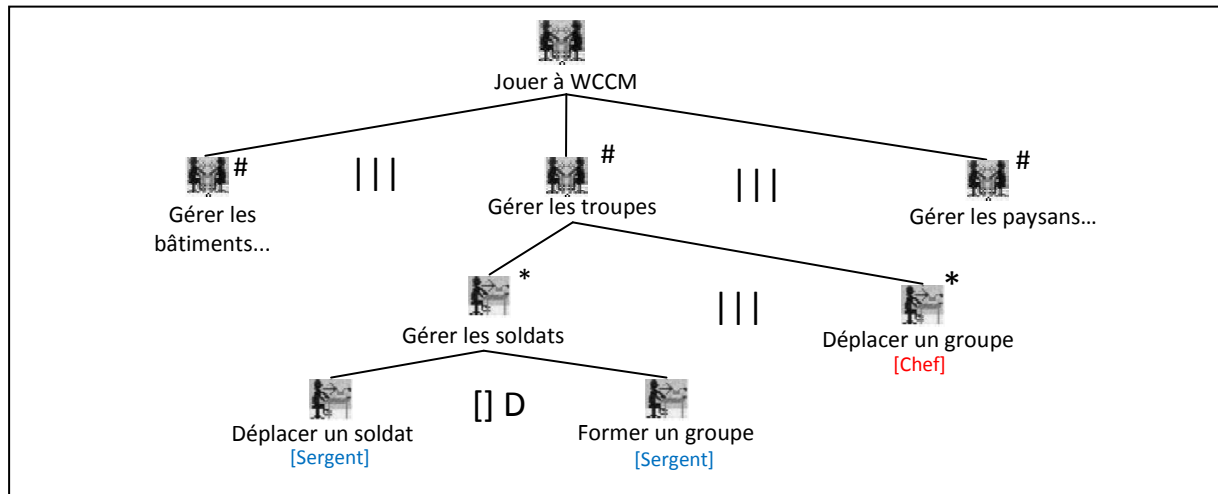 Jouer à WCCM
# ||| # ||| #
Gérer les
bâtiments...
Gérer les troupes
Gérer les paysans...
* ||| *
Gérer les soldats
Déplacer un groupe
[Chef]
[] D
Déplacer un soldat
[Sergent]
Former un groupe
[Sergent]